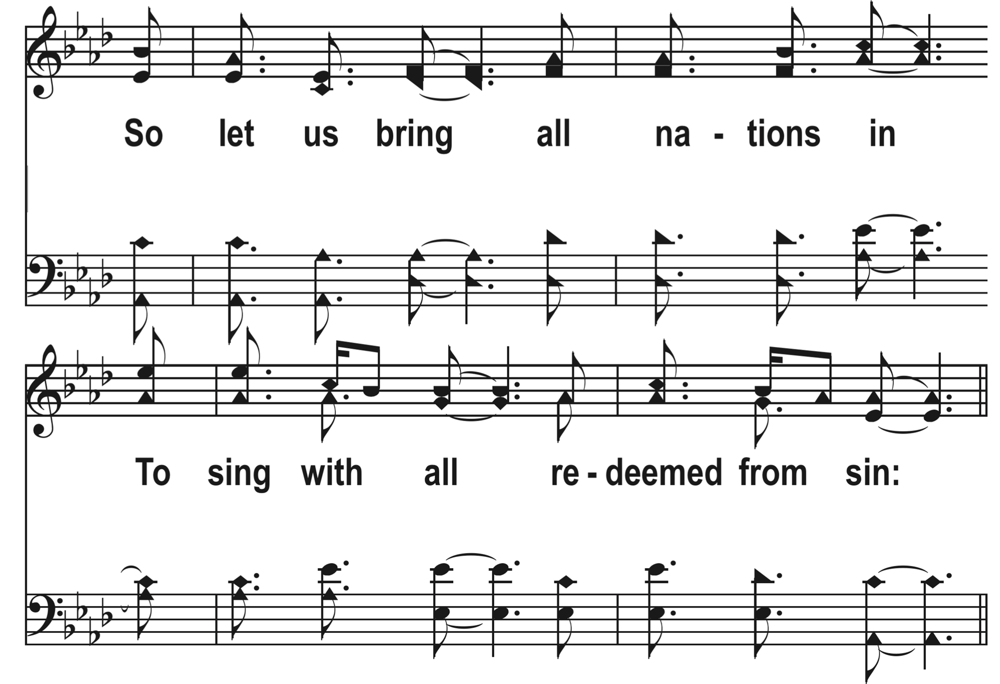 So let us bring all na - tions in
To sing with all re - deemed from sin: